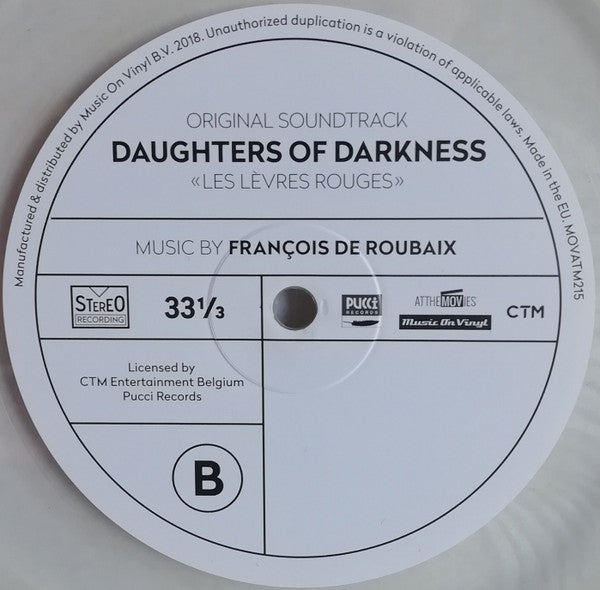 Manufactured & distributed by Music On Vinyl B.V. 2018. Unauthorized duplication is a violation of applicable laws. Made in the EU. MOVATM215
ORIGINAL SOUNDTRACK
DAUGHTERS OF DARKNESS
«LES LÈVRES ROUGES»
MUSIC BY FRANÇOIS DE ROUBAIX
STEREO
RECORDING
33⅓
PUCCI
RECORDS
ATTHEMOVIES
Music On Vinyl
CTM
Licensed by
CTM Entertainment Belgium
Pucci Records
B